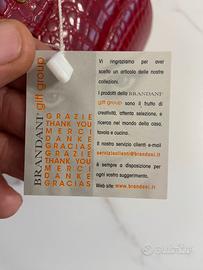 BRANDANI
gift group
GRAZIE
THANK YOU
MERCI
DANKE
GRACIAS
GRAZIE
THANK YOU
MERCI
DANKE
GRACIAS
Vi ringraziamo per aver
scelto un articolo delle nostre
collezioni.
I prodotti della BRANDANI
gift group sono il frutto di
creatività, attenta selezione, e
ricerca nel mondo della casa,
tavola e cucina.
Il nostro servizio clienti e-mail
servizioclienti@brandani.it
è sempre a disposizione per
ogni vostro suggerimento.
Web site: www.brandani.it
subito.it